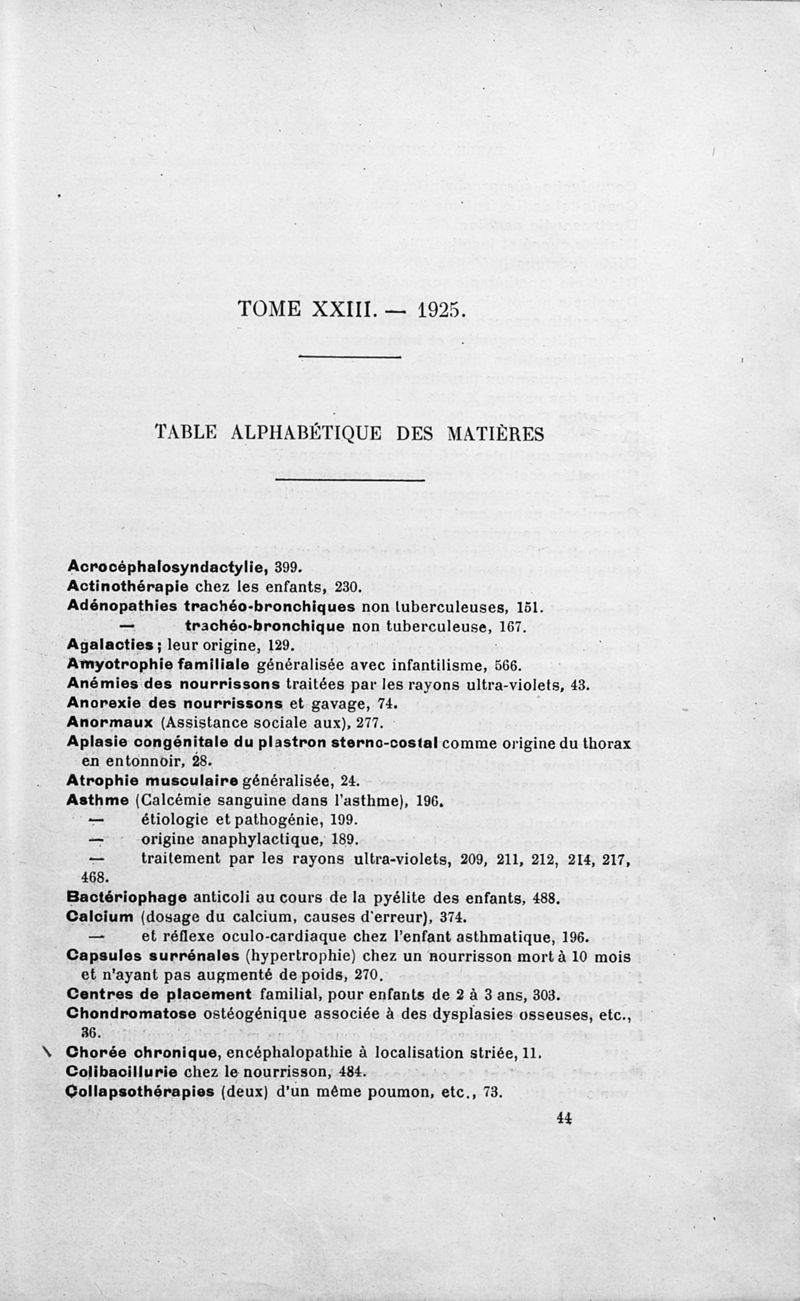 TOME XXIII. — 1925.
TABLE ALPHABÉTIQUE DES MATIÈRES
Acrocéphalosyndactylie, 399.
Actinothérapie chez les enfants, 230.
Adénopathies trachéo-bronchiques non tuberculeuses, 151.
— trachéo-bronchique non tuberculeuse, 167.
Agalacties ; leur origine, 129.
Amyotrophie familiale généralisée avec infantilisme, 566.
Anémies des nourrissons traitées par les rayons ultra-violets, 43.
Anorexie des nourrissons et gavage, 74.
Anormaux (Assistance sociale aux), 277.
Aplasie congénitale du plastron sterno-costal comme origine du thorax
en entonnoir, 28.
Atrophie musculaire généralisée, 24.
Asthme (Calcémie sanguine dans l'asthme), 196.
— étiologie et pathogénie, 199.
— origine anaphylactique, 189.
— traitement par les rayons ultra-violets, 209, 211, 212, 214, 217,
468.
Bactériophage anticoli au cours de la pyélite des enfants, 488.
Calcium (dosage du calcium, causes d'erreur), 374.
— et réflexe oculo-cardiaque chez l'enfant asthmatique, 196.
Capsules surrénales (hypertrophie) chez un nourrisson mort à 10 mois
et n'ayant pas augmenté de poids, 270.
Centres de placement familial, pour enfants de 2 à 3 ans, 303.
Chondromatose ostéogénique associée à des dysplasies osseuses, etc.,
36.
\ Chorée chronique, encéphalopathie à localisation striée, 11.
Colibacillurie chez le nourrisson, 484.
Collapsothérapies (deux) d'un même poumon, etc., 73.
44